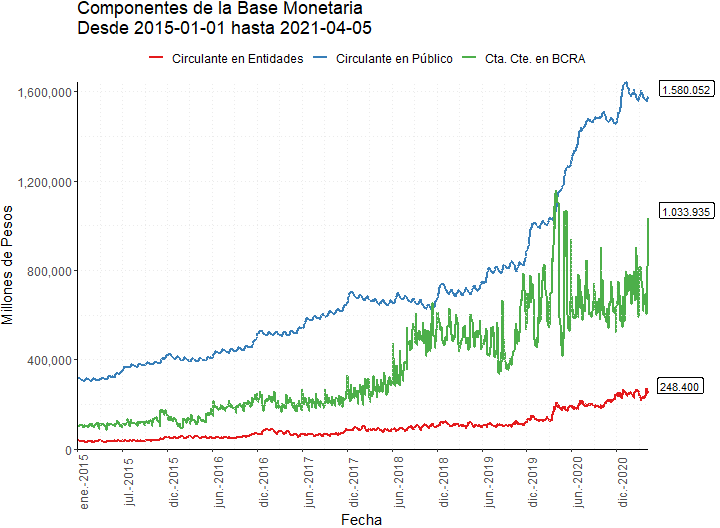 Componentes de la Base Monetaria
Desde 2015-01-01 hasta 2021-04-05
Circulante en Entidades
Circulante en Público
Cta. Cte. en BCRA
Millones de Pesos
1,600,000
1,200,000
800,000
400,000
0
1.580.052
1.033.935
248.400
ene.-2015
jul.-2015
dic.-2015
jun.-2016
dic.-2016
jun.-2017
dic.-2017
jun.-2018
dic.-2018
jun.-2019
dic.-2019
jun.-2020
dic.-2020
Fecha